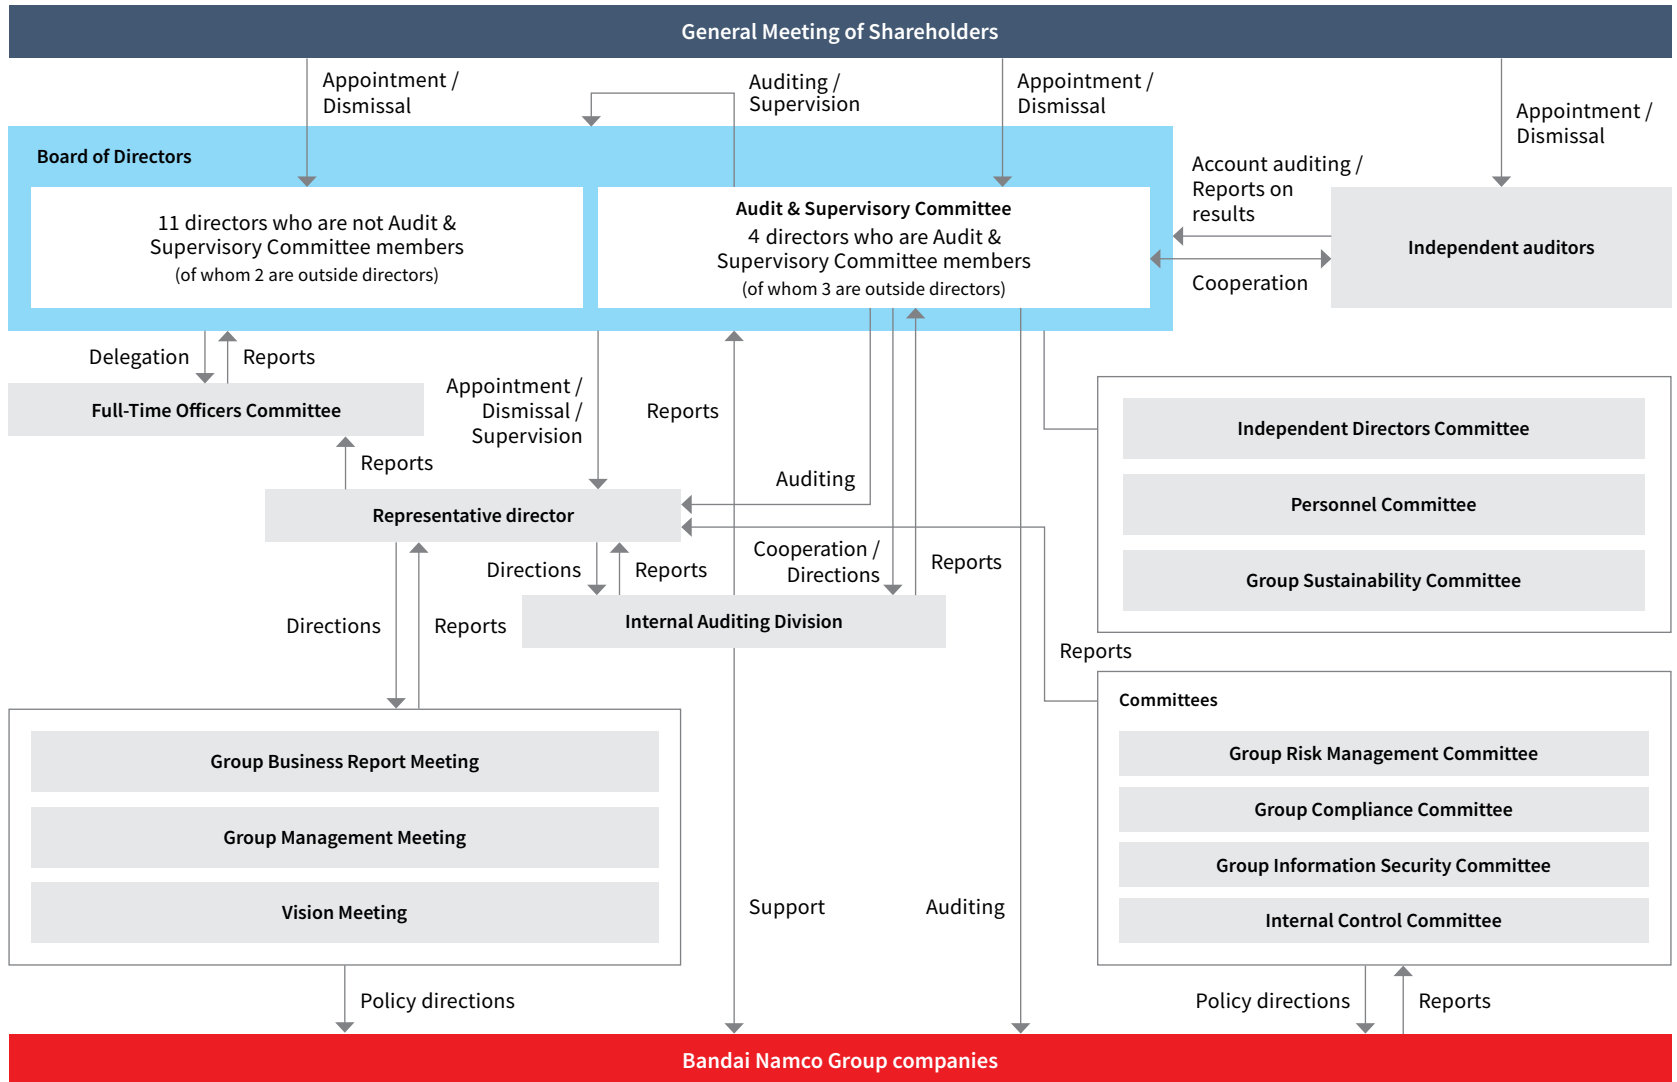 General Meeting of Shareholders
Appointment /
Dismissal
Auditing /
Supervision
Appointment /
Dismissal
Appointment /
Dismissal
Board of Directors
11 directors who are not Audit &
Supervisory Committee members
(of whom 2 are outside directors)
Audit & Supervisory Committee
4 directors who are Audit &
Supervisory Committee members
(of whom 3 are outside directors)
Account auditing /
Reports on
results
Cooperation
Independent auditors
Delegation
Reports
Full-Time Officers Committee
Reports
Appointment /
Dismissal /
Supervision
Reports
Auditing
Representative director
Directions
Reports
Cooperation /
Directions
Reports
Internal Auditing Division
Directions
Reports
Independent Directors Committee
Personnel Committee
Group Sustainability Committee
Reports
Committees
Group Risk Management Committee
Group Compliance Committee
Group Information Security Committee
Internal Control Committee
Group Business Report Meeting
Group Management Meeting
Vision Meeting
Support
Auditing
Policy directions
Policy directions
Reports
Bandai Namco Group companies